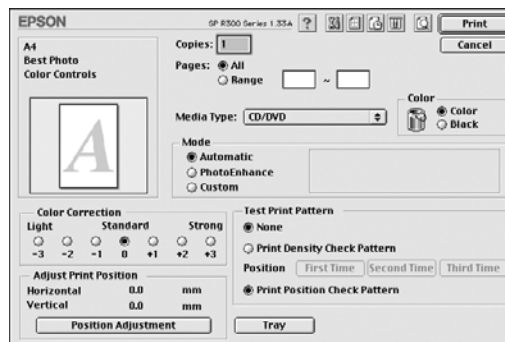 EPSON
SP R300 Series 1.33A
?
Print
A4
Best Photo
Color Controls
A
Copies: 1
Cancel
Pages: All
Range ~
Media Type: CD/DVD
Color
Color
Black
Mode
Automatic
PhotoEnhance
Custom
Color Correction
Light Standard Strong
-3 -2 -1 0 +1 +2 +3
Adjust Print Position
Horizontal 0.0 mm
Vertical 0.0 mm
Position Adjustment
Test Print Pattern
None
Print Density Check Pattern
Position First Time Second Time Third Time
Print Position Check Pattern
Tray